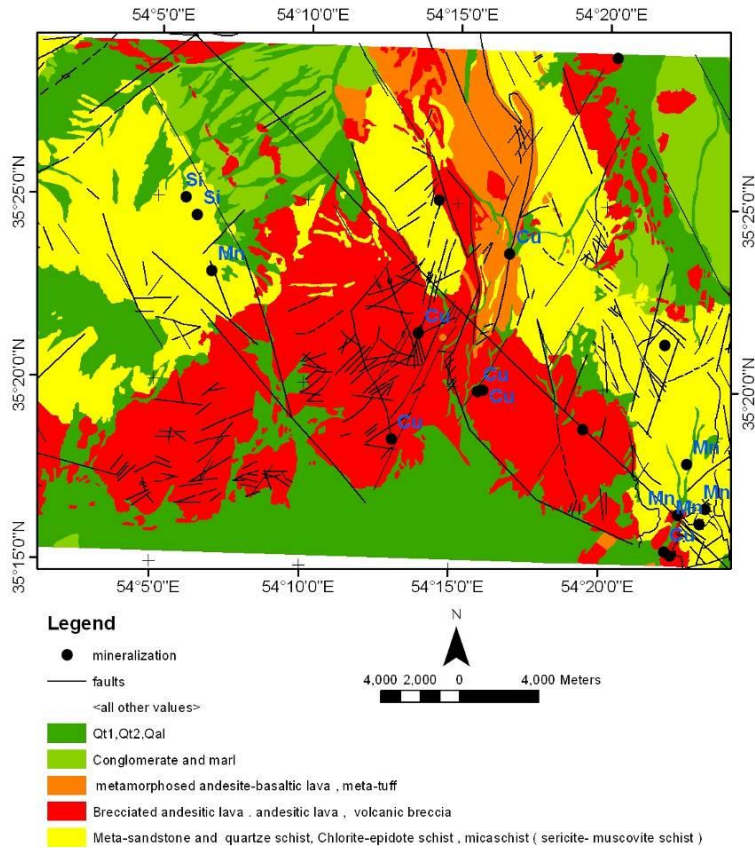 54°5'0"E 54°10'0"E 54°15'0"E 54°20'0"E
35°25'0"N
35°20'0"N
35°15'0"N
Si
Si
Mn
Cu
Cu
Cu
Cu
Cu
Mn
Mn
Mn
Mn
Cu
35°25'0"N
35°20'0"N
35°15'0"N
54°5'0"E 54°10'0"E 54°15'0"E 54°20'0"E
N
4,000 2,000 0 4,000 Meters
Legend
mineralization
faults
<all other values>
Qt1,Qt2,Qal
Conglomerate and marl
metamorphosed andesite-basaltic lava , meta-tuff
Brecciated andesitic lava . andesitic lava , volcanic breccia
Meta-sandstone and quartze schist, Chlorite-epidote schist , micaschist ( sericite- muscovite schist )